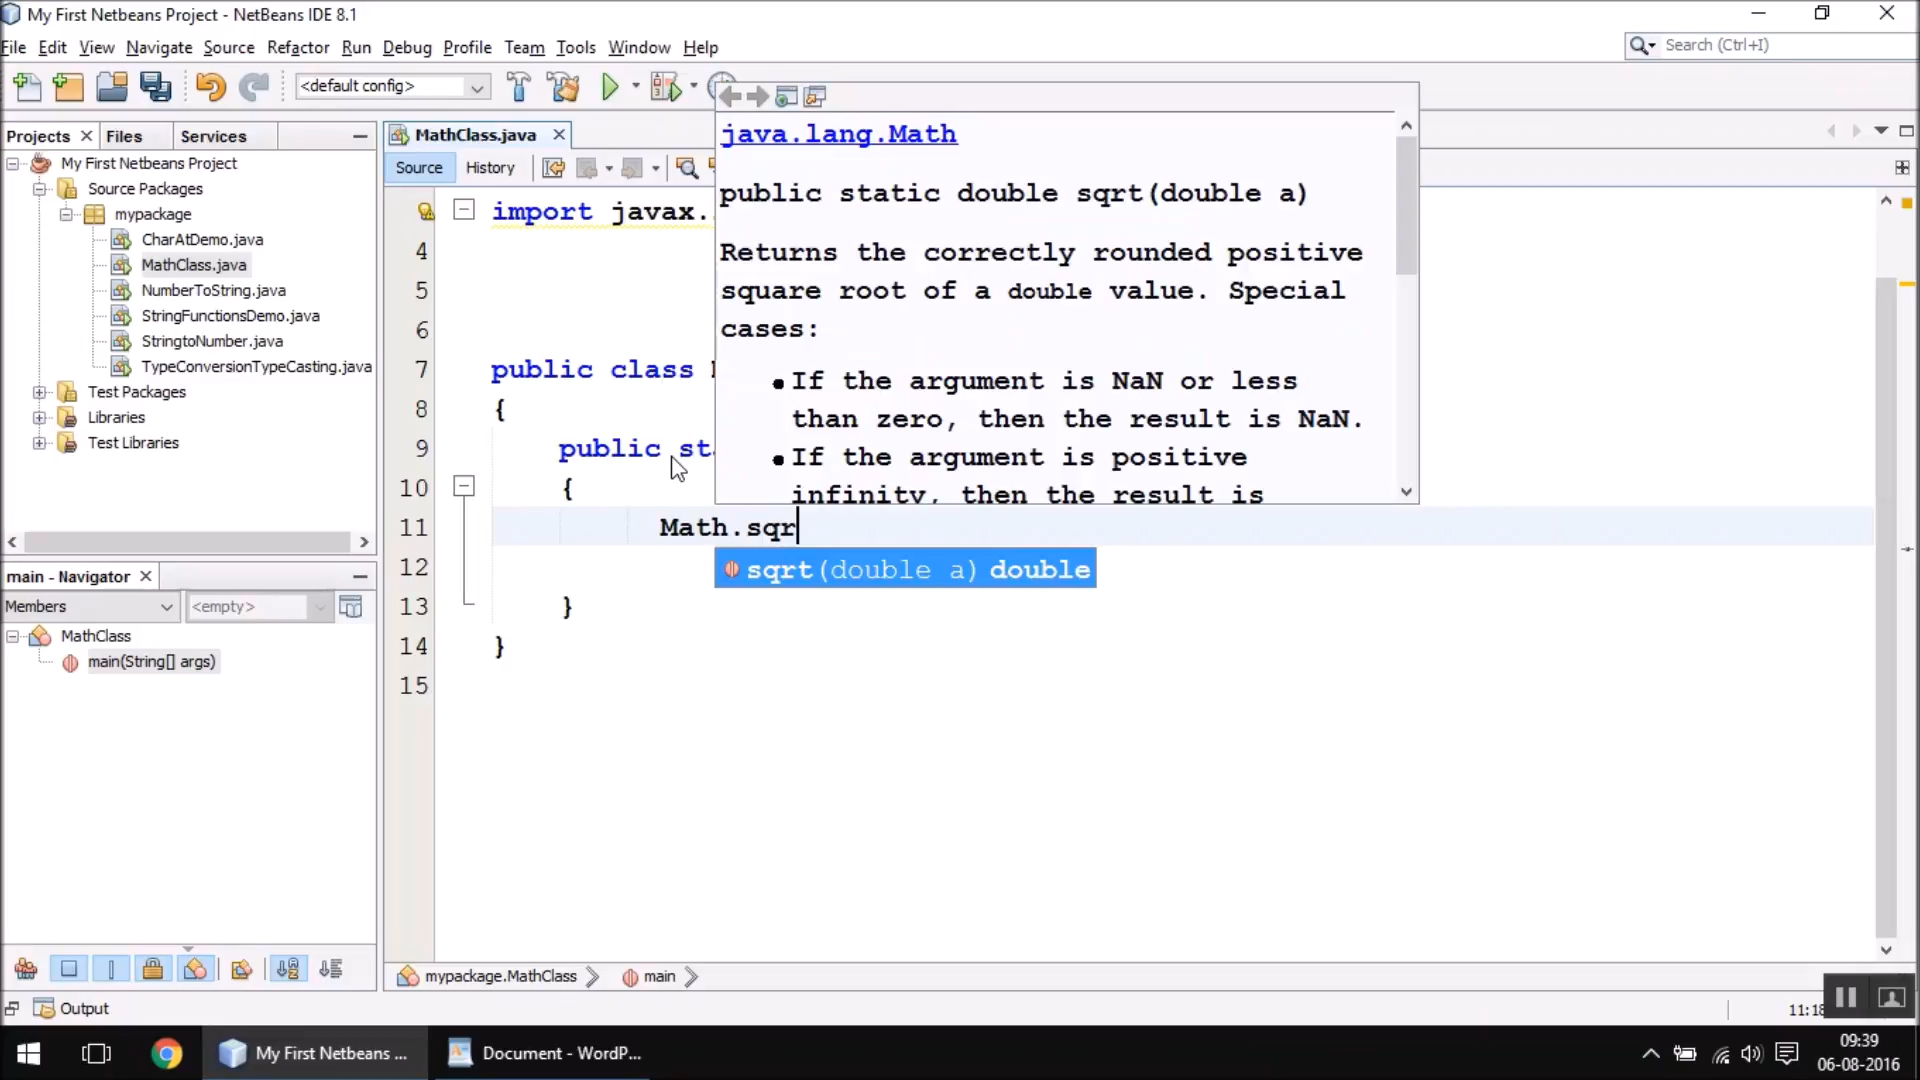 My First Netbeans Project - NetBeans IDE 8.1
File Edit View Navigate Source Refactor Run Debug Profile Team Tools Window Help
Search (Ctrl+I)
<default config>
Projects Files Services
My First Netbeans Project
Source Packages
mypackage
CharAtDemo.java
MathClass.java
NumberToString.java
StringFunctionsDemo.java
StringtoNumber.java
TypeConversionTypeCasting.java
Test Packages
Libraries
Test Libraries
main - Navigator
Members <empty>
MathClass
main(String[] args)
MathClass.java
Source History
import javax.
4
5
6
7 public class
8 {
9 public sta
10 {
11 Math.sqr
12
13 }
14 }
15
java.lang.Math
public static double sqrt(double a)
Returns the correctly rounded positive
square root of a double value. Special
cases:
If the argument is NaN or less
than zero, then the result is NaN.
If the argument is positive
infinity, then the result is
sqrt(double a) double
mypackage.MathClass main
Output
11:18
My First Netbeans ...
Document - WordP...
09:39
06-08-2016